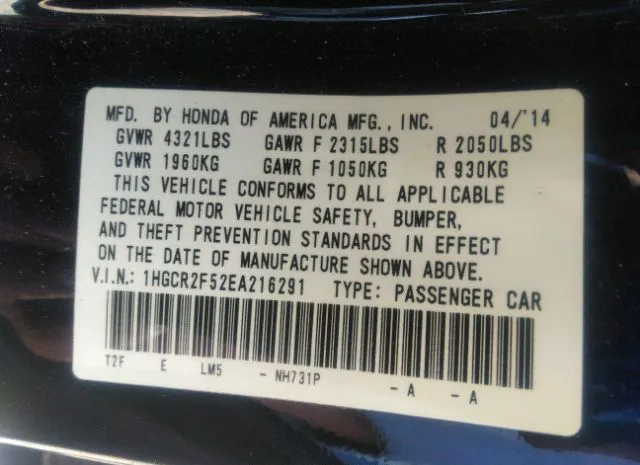 MFD. BY HONDA OF AMERICA MFG., INC. 04/'14
GVWR 4321LBS GAWR F 2315LBS R 2050LBS
GVWR 1960KG GAWR F 1050KG R 930KG
THIS VEHICLE CONFORMS TO ALL APPLICABLE
FEDERAL MOTOR VEHICLE SAFETY, BUMPER,
AND THEFT PREVENTION STANDARDS IN EFFECT
ON THE DATE OF MANUFACTURE SHOWN ABOVE.
V.I.N.: 1HGCR2F52EA216291 TYPE: PASSENGER CAR
T2F E LM5 - NH731P - A - A